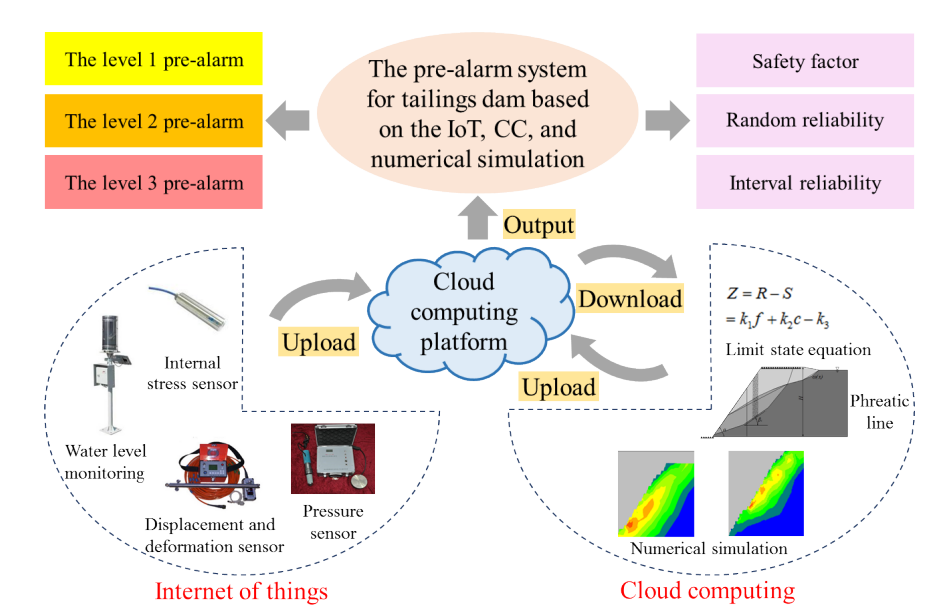 The level 1 pre-alarm
The level 2 pre-alarm
The level 3 pre-alarm
The pre-alarm system
for tailings dam based
on the IoT, CC, and
numerical simulation
Safety factor
Random reliability
Interval reliability
Output
Cloud
computing
platform
Upload
Download
Upload
Internal
stress sensor
Water level
monitoring
Displacement and
deformation sensor
Pressure
sensor
Internet of things
Z = R − S
= k₁f + k₂c − k₃
Limit state equation
Phreatic
line
Numerical simulation
Cloud computing